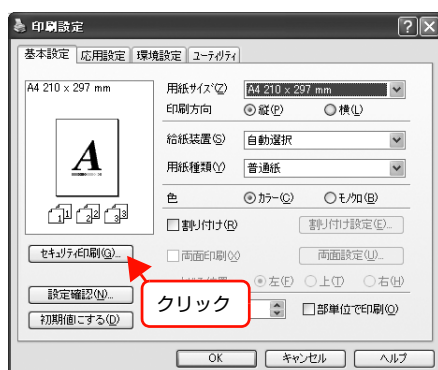 印刷設定
基本設定 応用設定 環境設定 ユーティリティ
A4 210 x 297 mm
用紙サイズ(Z) A4 210 x 297 mm
印刷方向 縦(P) 横(L)
給紙装置(S) 自動選択
用紙種類(Y) 普通紙
A
1 2 3
1 2 3
色 カラー(C) モノクロ(B)
割り付け(R) 割り付け設定(E)...
セキュリティ印刷(G)...
両面印刷(X) 両面設定(U)...
左(F) 上(T) 右(H)
設定確認(N)...
クリック
部単位で印刷(O)
初期値にする(D)
OK キャンセル ヘルプ